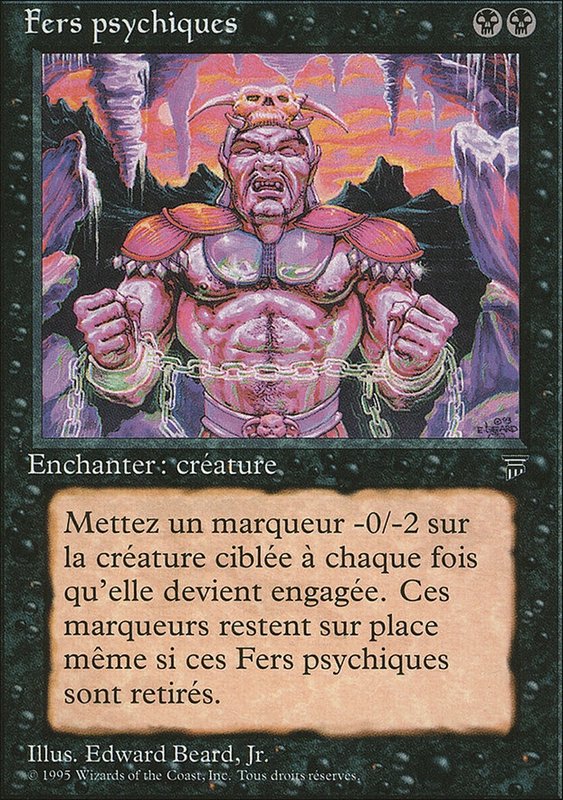 Fers psychiques
©93
E. BEARD
Enchanter : créature
Mettez un marqueur -0/-2 sur
la créature ciblée à chaque fois
qu'elle devient engagée. Ces
marqueurs restent sur place
même si ces Fers psychiques
sont retirés.
Illus. Edward Beard, Jr.
© 1995 Wizards of the Coast, Inc. Tous droits réservés.